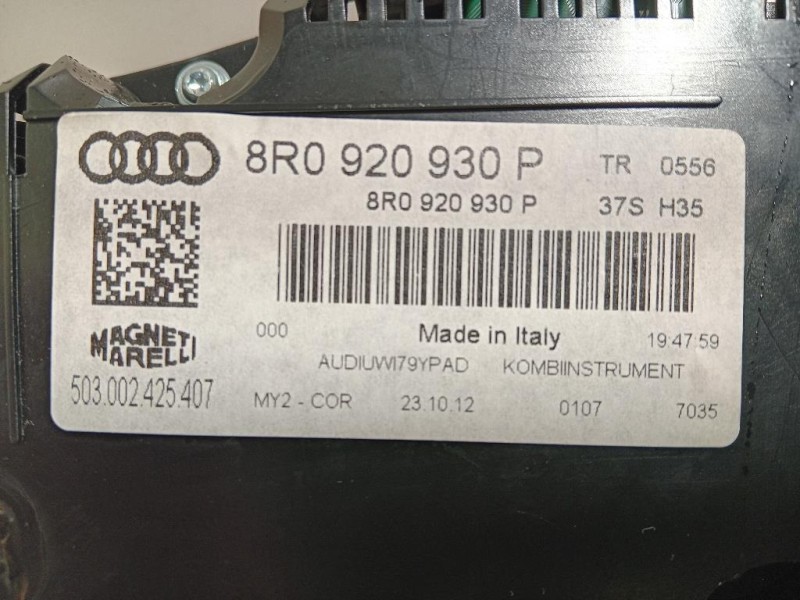 8R0 920 930 P TR 0556
8R0 920 930 P 37S H35
MAGNETI
MARELLI
503.002.425.407
000 Made in Italy 19:47:59
AUDIUWI79YPAD KOMBIINSTRUMENT
MY2 - COR 23.10.12 0107 7035